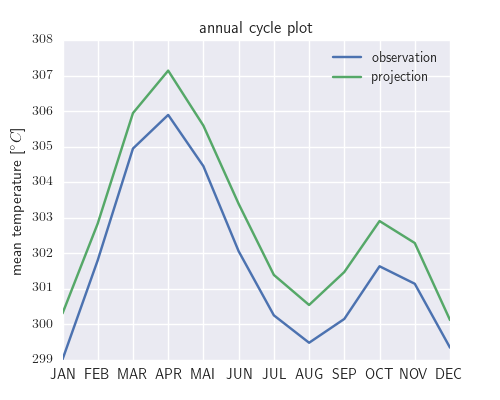 annual cycle plot
308
307
306
305
304
303
302
301
300
299
mean temperature [°C]
observation
projection
JAN FEB MAR APR MAI JUN JUL AUG SEP OCT NOV DEC